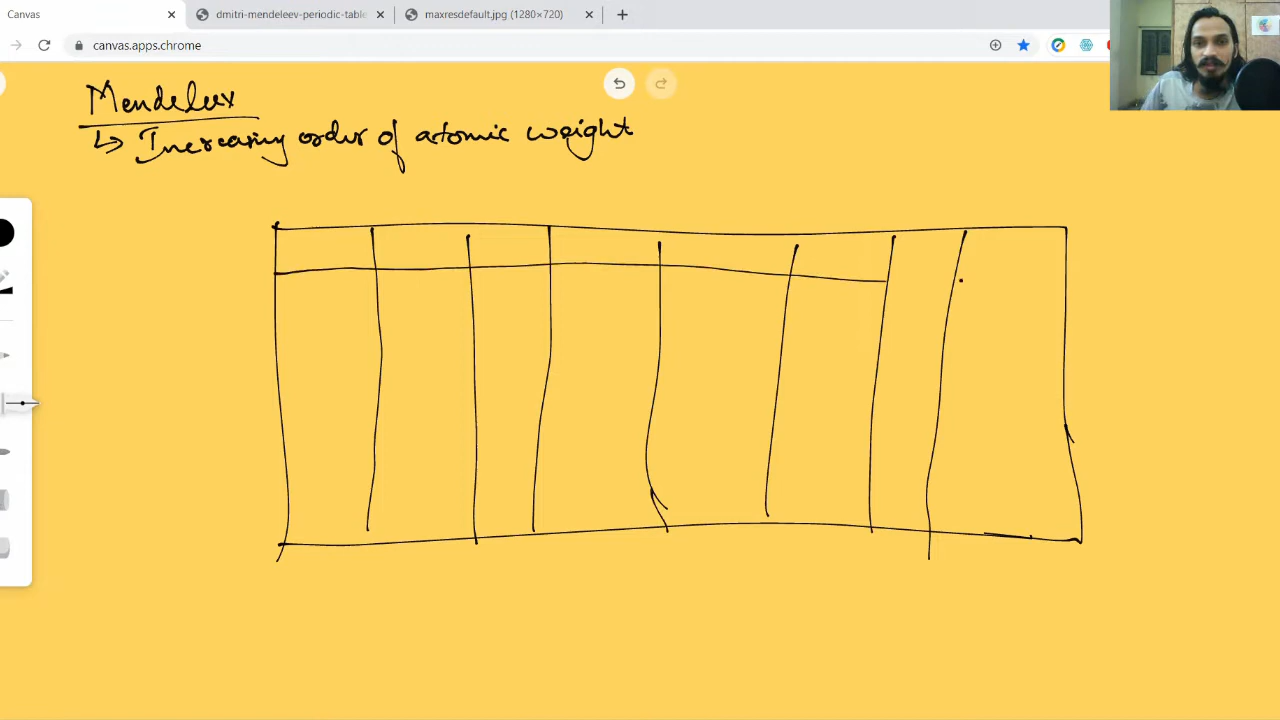 Canvas
dmitri-mendeleev-periodic-table
maxresdefault.jpg (1280×720)
canvas.apps.chrome
Mendeleev
↳ Increasing order of atomic weight